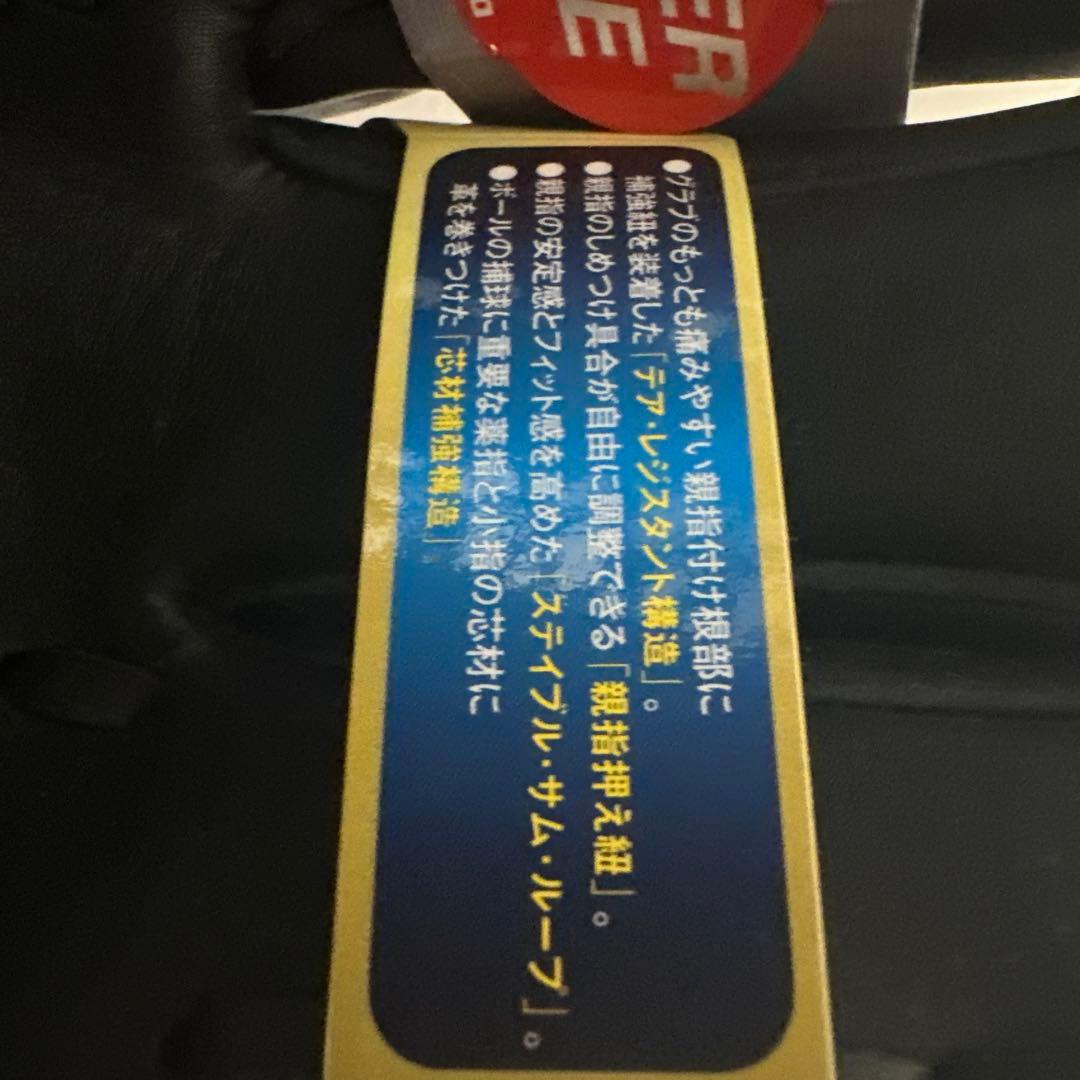 ER
E
●グラブのもっとも痛みやすい親指付け根部に
補強紐を装着した「テア・レジスタント構造」。
●親指のしめつけ具合が自由に調整できる「親指押え紐」。
●親指の安定感とフィット感を高めた「ステイブル・サム・ループ」。
●ボールの捕球に重要な薬指と小指の芯材に
革を巻きつけた「芯材補強構造」